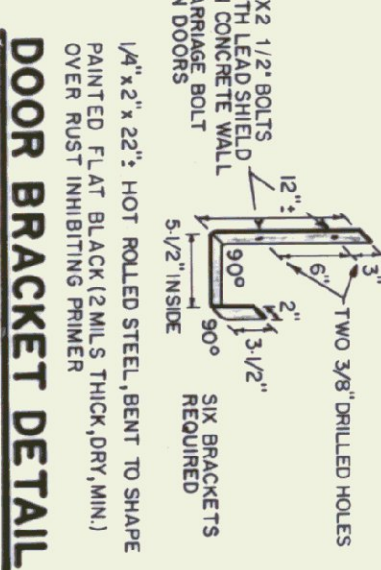 X2 1/2" BOLTS
TH LEAD SHIELD
CONCRETE WALL
ARRIAGE BOLT
N DOORS
12"±
3"
TWO 3/8" DRILLED HOLES
6"
90°
2"
3-1/2"
5-1/2" INSIDE
90°
SIX BRACKETS
REQUIRED
1/4" x 2" x 22"± HOT ROLLED STEEL, BENT TO SHAPE
PAINTED FLAT BLACK (2 MILS THICK, DRY, MIN.)
OVER RUST INHIBITING PRIMER
DOOR BRACKET DETAIL